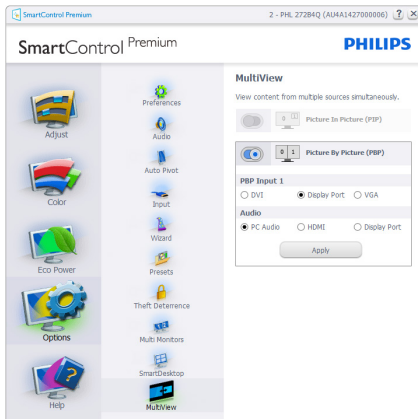 SmartControl Premium
2 - PHL 272B4Q (AU4A1427000006) ? X
SmartControl Premium
PHILIPS
Adjust
Color
Eco Power
Options
Help
Preferences
Audio
Auto Pivot
Input
Wizard
Presets
Theft Deterrence
Multi Monitors
SmartDesktop
MultiView
MultiView
View content from multiple sources simultaneously.
0 Picture In Picture (PIP)
0 1 Picture By Picture (PBP)
PBP Input 1
DVI Display Port VGA
Audio
PC Audio HDMI Display Port
Apply